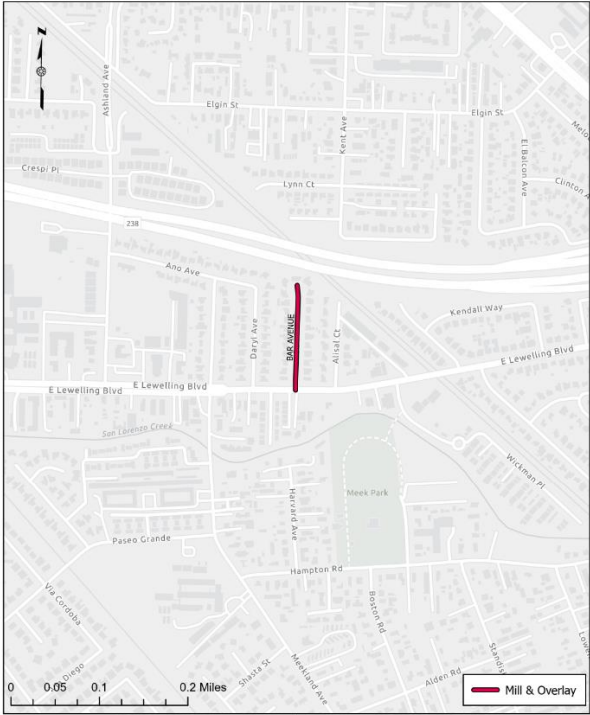 N
Ashland Ave
Elgin St
Elgin St
Kent Ave
El Balcon Ave
Crespi Pl
Lynn Ct
Clinton A
238
Ano Ave
Daryl Ave
BAR AVENUE
Alisal Ct
Kendall Way
E Lewelling Blvd
E Lewelling Blvd
E Lewelling Blvd
San Lorenzo Creek
Wickman Pl
Meek Park
Harvard Ave
Paseo Grande
Hampton Rd
Via Cordoba
Boston Rd
Meekland Ave
Shasta St
Diego
Alden Rd
Standis
Lowe
0 0.05 0.1 0.2 Miles
Mill & Overlay